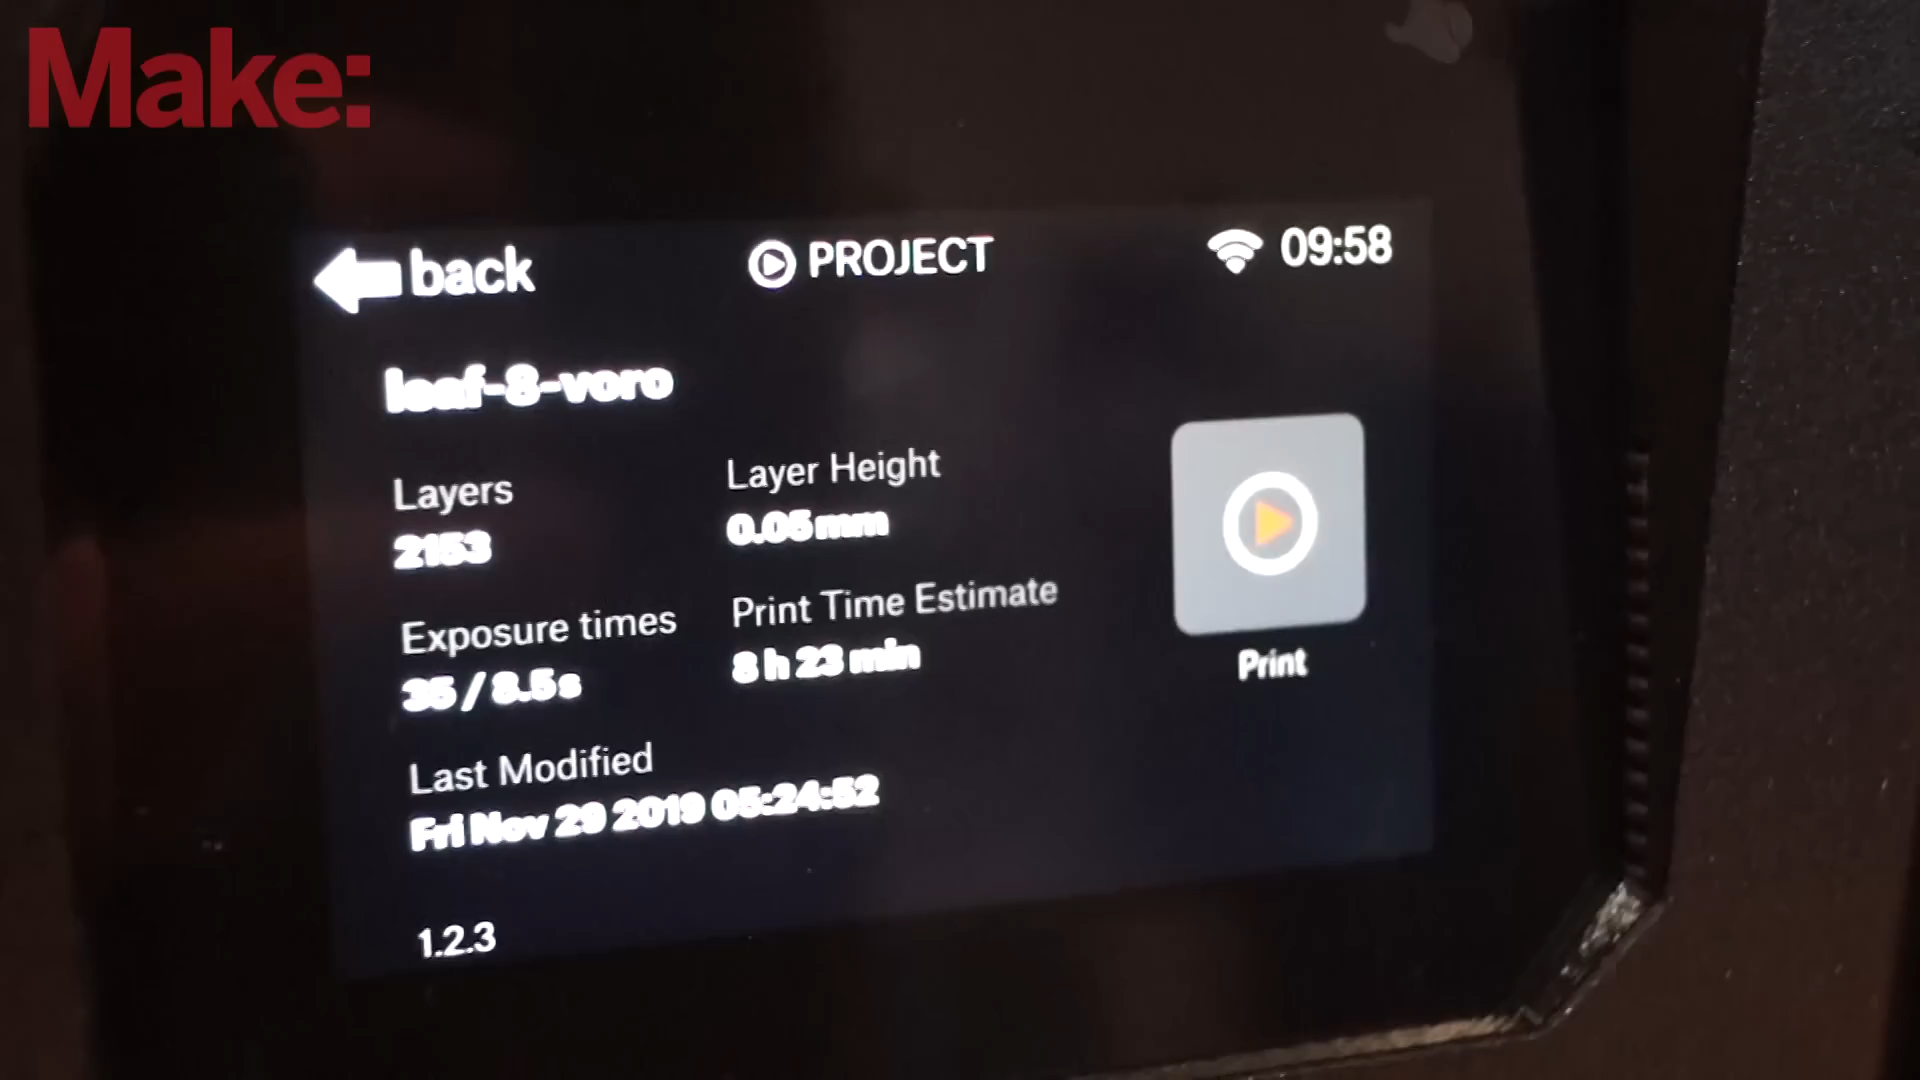 Make:
back
PROJECT
09:58
leaf-8-voro
Layers
2153
Layer Height
0.05mm
Exposure times
35 / 8.5s
Print Time Estimate
8 h 23 min
Last Modified
Fri Nov 29 2019 05:24:52
Print
1.2.3